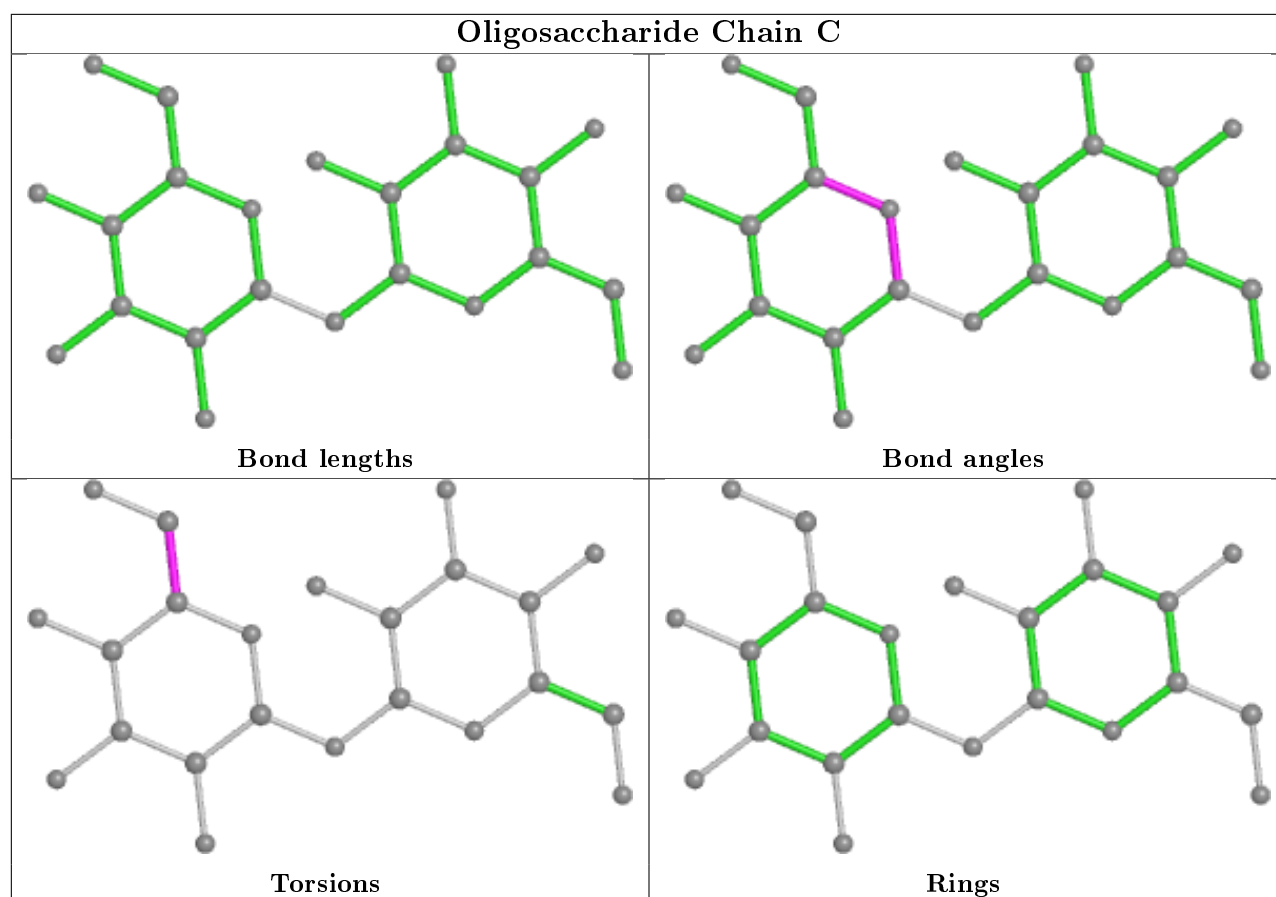 Oligosaccharide Chain C
Bond lengths
Bond angles
Torsions
Rings